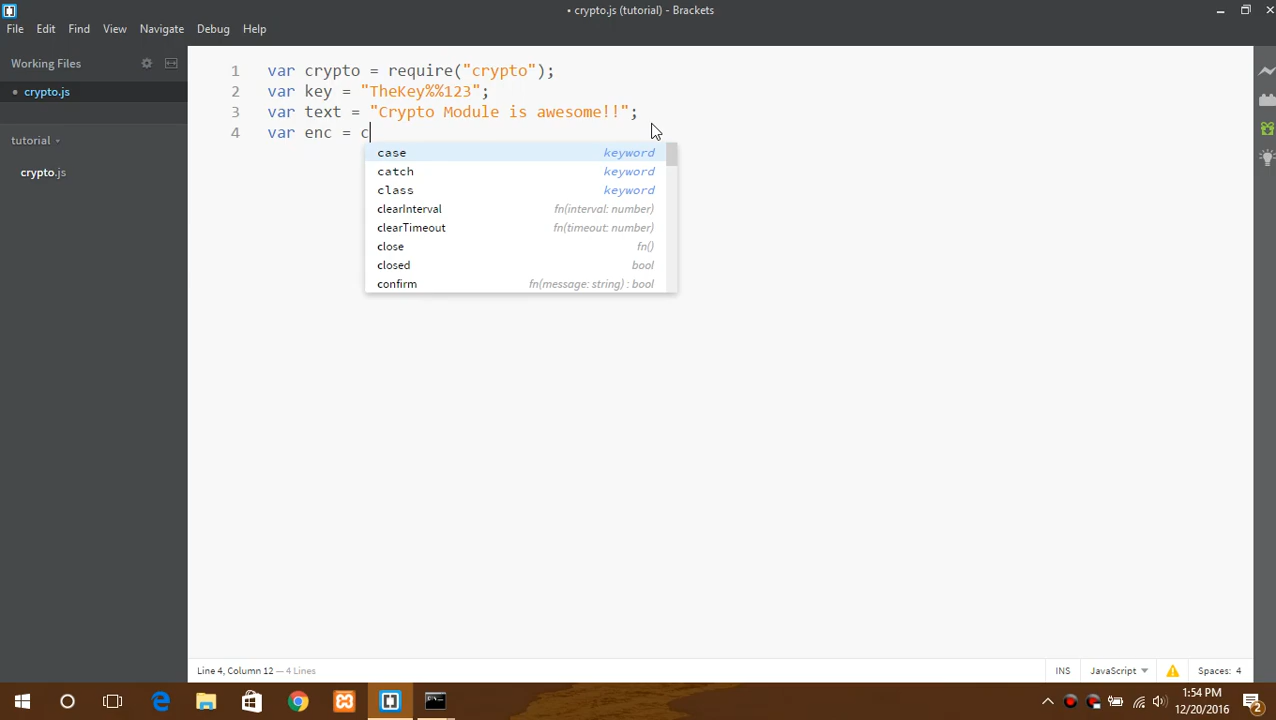 • crypto.js (tutorial) - Brackets
File Edit Find View Navigate Debug Help
Working Files
• crypto.js
tutorial
crypto.js
1 var crypto = require("crypto");
2 var key = "TheKey%%123";
3 var text = "Crypto Module is awesome!!";
4 var enc = c
case keyword
catch keyword
class keyword
clearInterval fn(interval: number)
clearTimeout fn(timeout: number)
close fn()
closed bool
confirm fn(message: string) : bool
Line 4, Column 12 — 4 Lines INS JavaScript Spaces: 4
1:54 PM
12/20/2016
2